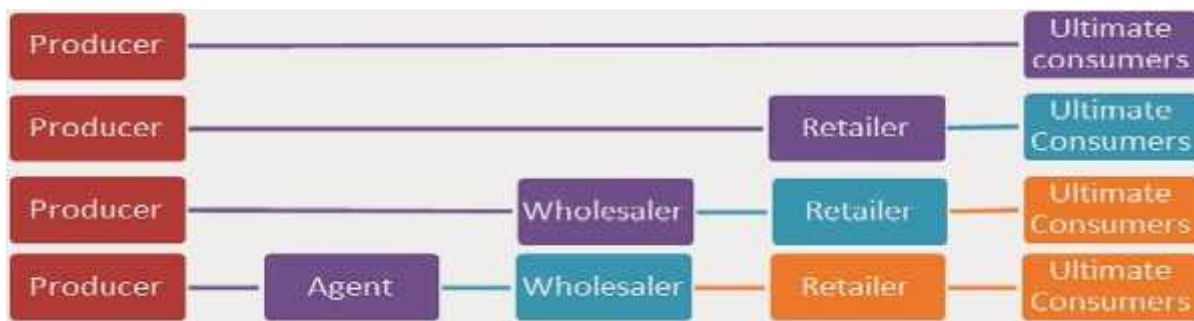 Producer
Ultimate
consumers
Producer
Retailer
Ultimate
Consumers
Producer
Wholesaler
Retailer
Ultimate
Consumers
Producer
Agent
Wholesaler
Retailer
Ultimate
Consumers